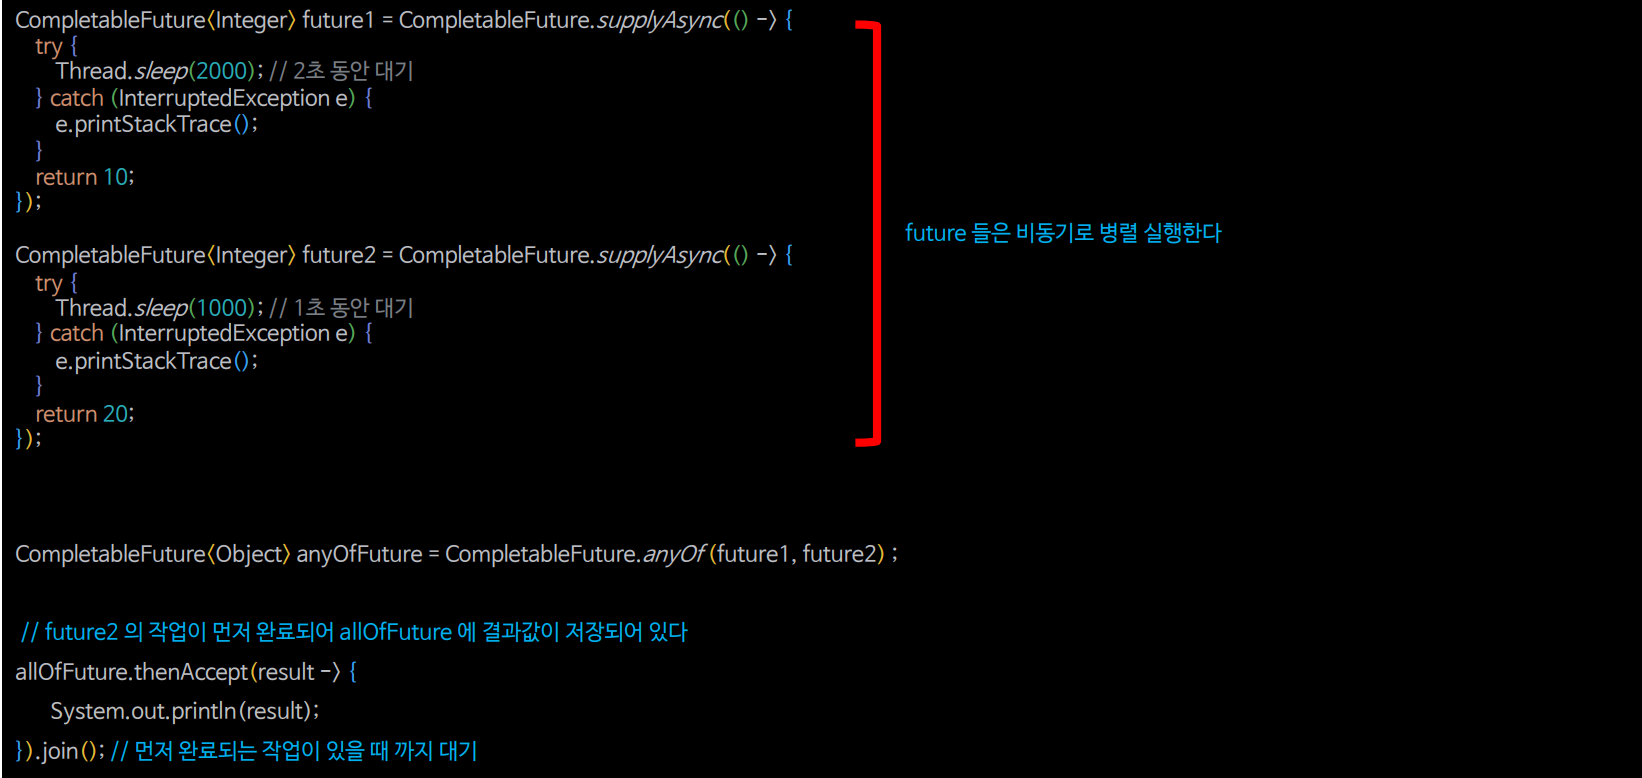 CompletableFuture<Integer> future1 = CompletableFuture.supplyAsync(() -> {
try {
Thread.sleep(2000); // 2초 동안 대기
} catch (InterruptedException e) {
e.printStackTrace();
}
return 10;
});
future 들은 비동기로 병렬 실행한다
CompletableFuture<Integer> future2 = CompletableFuture.supplyAsync(() -> {
try {
Thread.sleep(1000); // 1초 동안 대기
} catch (InterruptedException e) {
e.printStackTrace();
}
return 20;
});
CompletableFuture<Object> anyOfFuture = CompletableFuture.anyOf (future1, future2) ;
// future2 의 작업이 먼저 완료되어 allOfFuture 에 결과값이 저장되어 있다
allOfFuture.thenAccept(result -> {
System.out.println(result);
}).join(); // 먼저 완료되는 작업이 있을 때 까지 대기